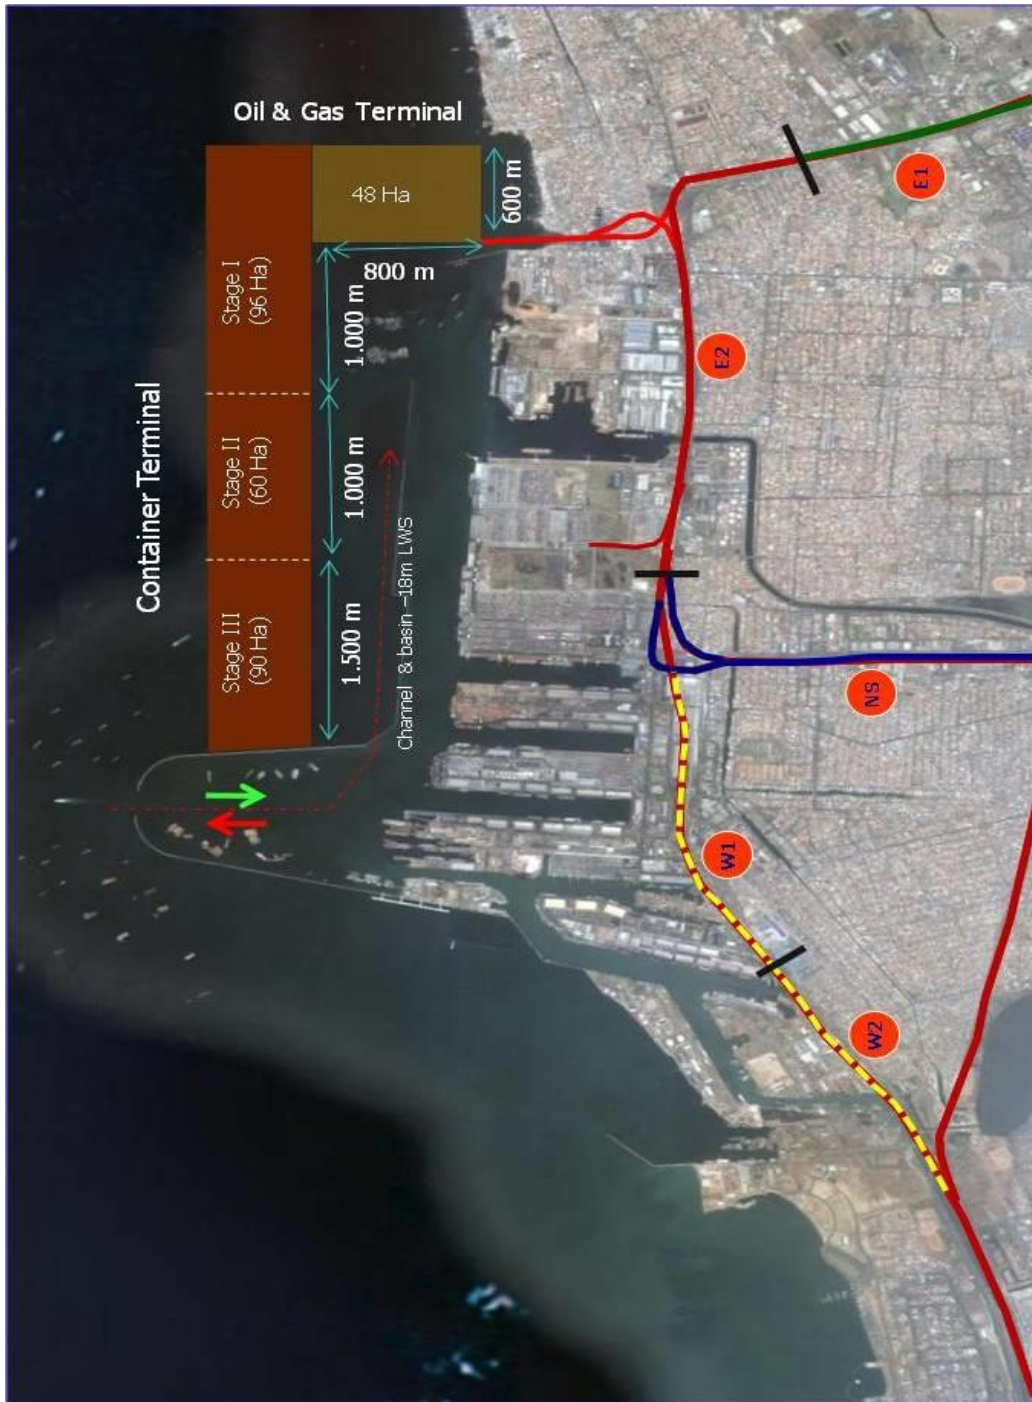 Oil & Gas Terminal
48 Ha
600 m
800 m
Container Terminal
Stage I
(96 Ha)
1.000 m
Stage II
(60 Ha)
1.000 m
Stage III
(90 Ha)
1.500 m
Channel & basin –18m LWS
E1
E2
NS
W1
W2